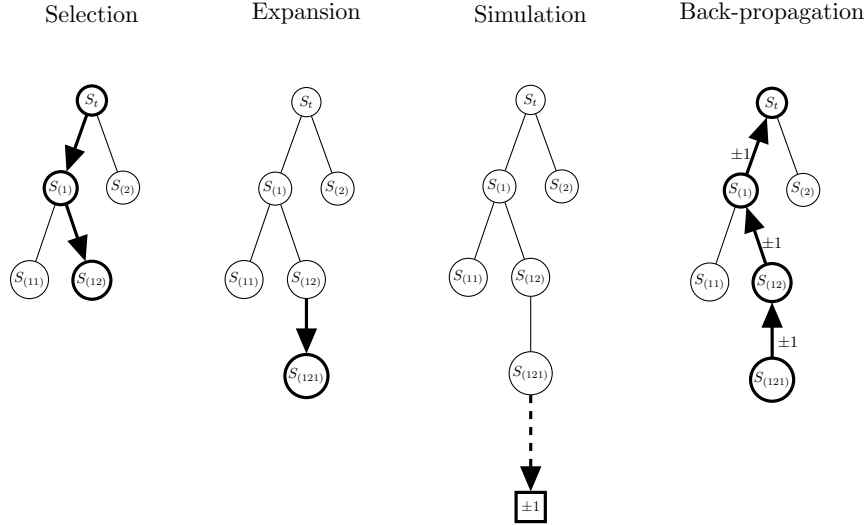 Selection
Expansion
Simulation
Back-propagation
S_t
S_(1)
S_(2)
S_(11)
S_(12)
S_t
S_(1)
S_(2)
S_(11)
S_(12)
S_(121)
S_t
S_(1)
S_(2)
S_(11)
S_(12)
S_(121)
±1
S_t
±1
S_(1)
S_(2)
±1
S_(11)
S_(12)
±1
S_(121)